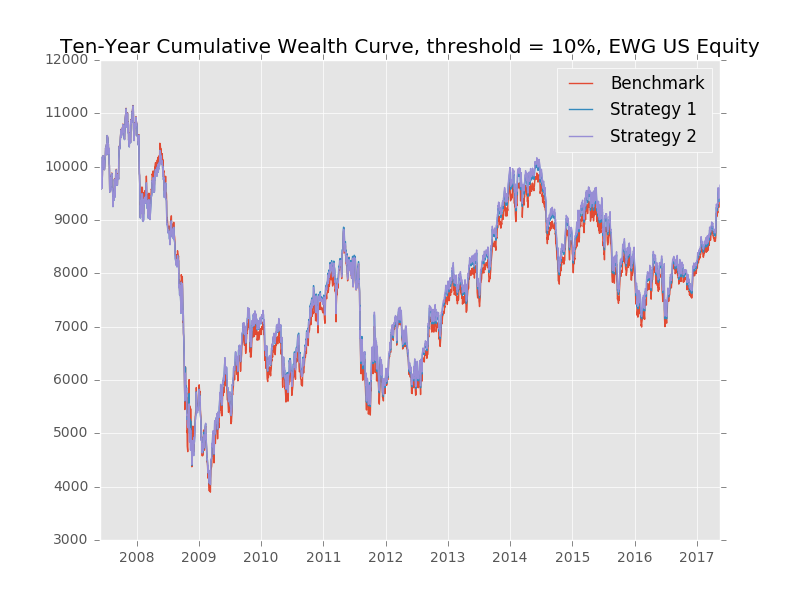 Ten-Year Cumulative Wealth Curve, threshold = 10%, EWG US Equity
12000
11000
10000
9000
8000
7000
6000
5000
4000
3000
Benchmark
Strategy 1
Strategy 2
2008 2009 2010 2011 2012 2013 2014 2015 2016 2017